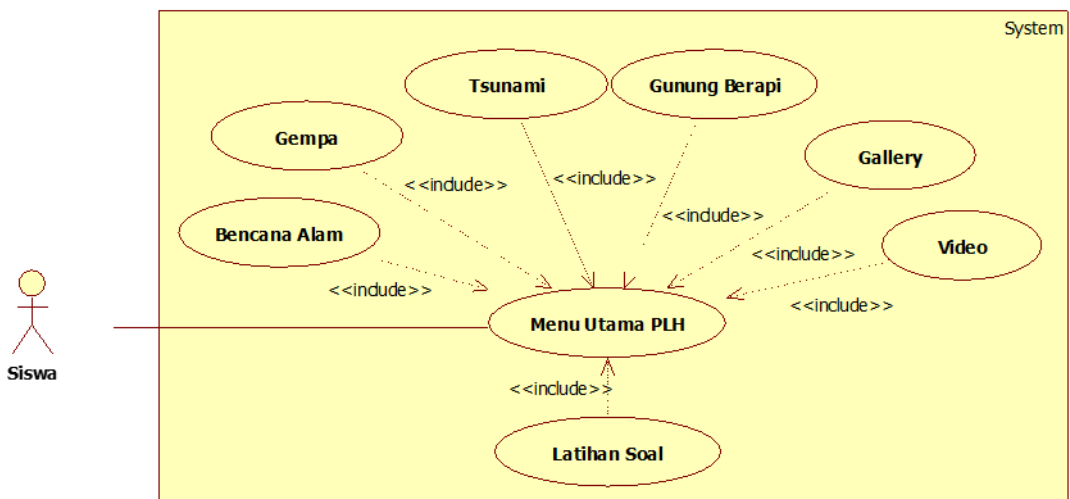 System
Tsunami
Gunung Berapi
Gempa
Gallery
<<include>>
<<include>>
<<include>>
Bencana Alam
Video
<<include>>
<<include>>
<<include>>
Menu Utama PLH
Siswa
<<include>>
Latihan Soal